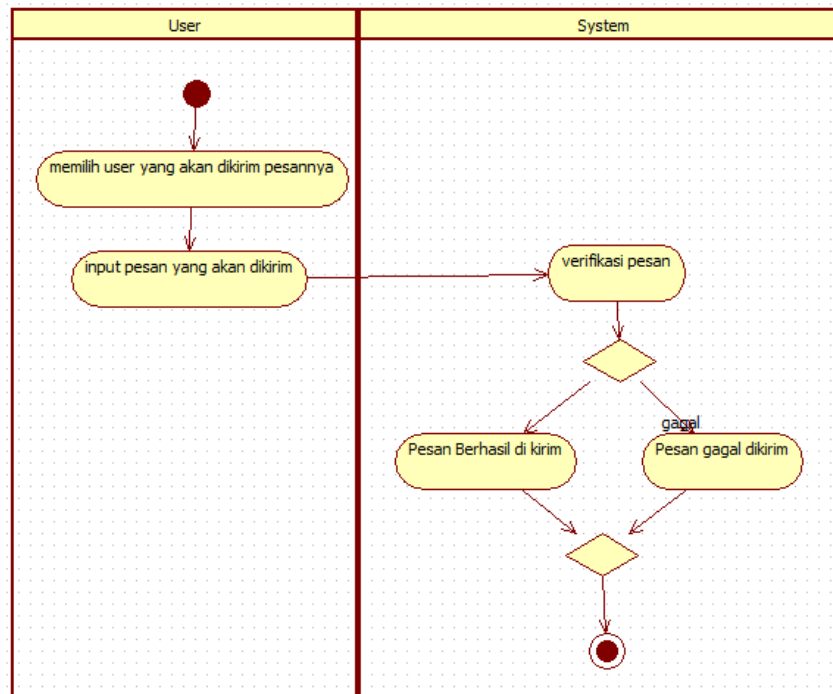 User
System
memilih user yang akan dikirim pesannya
input pesan yang akan dikirim
verifikasi pesan
gagal
Pesan Berhasil di kirim
Pesan gagal dikirim